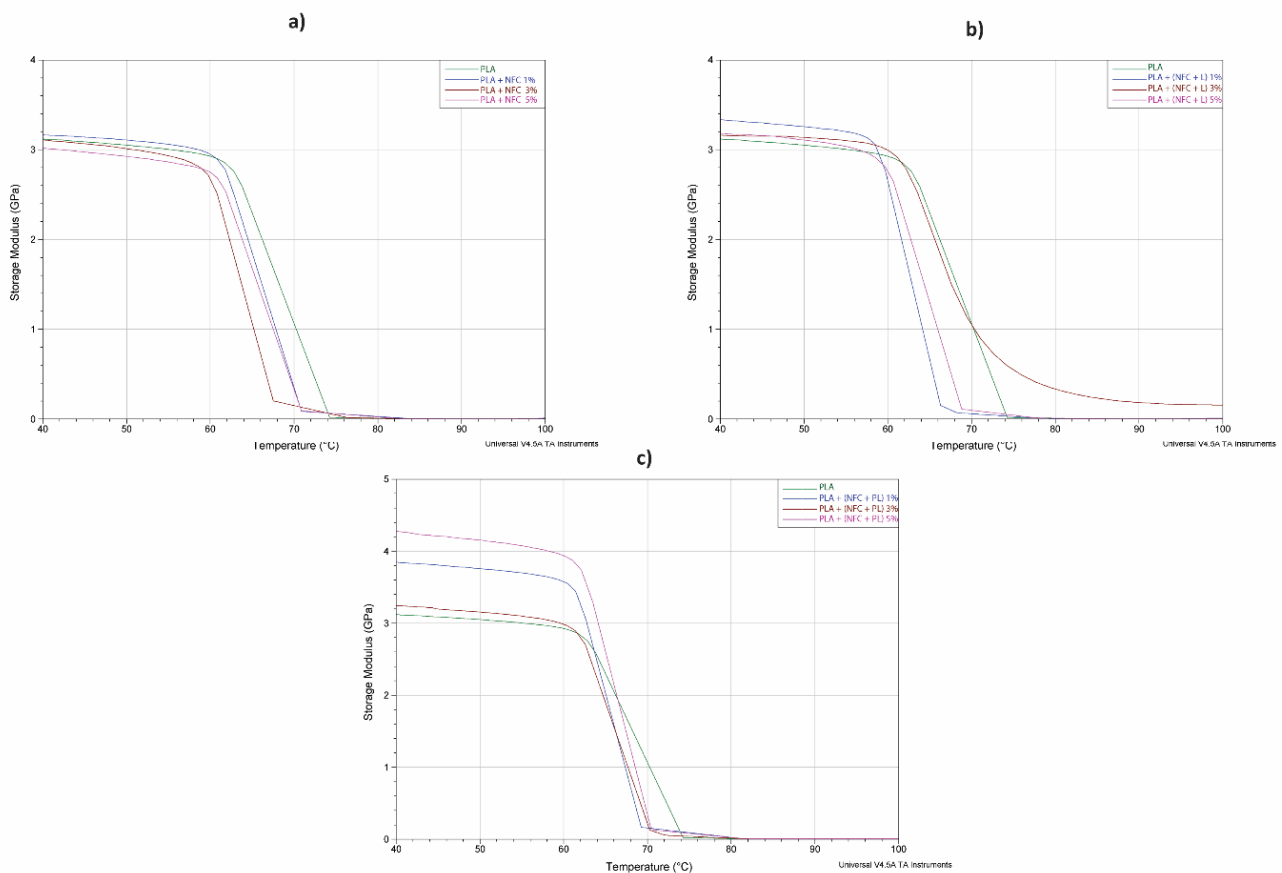 a)
4
3
2
1
0
Storage Modulus (GPa)
PLA
PLA + NFC 1%
PLA + NFC 3%
PLA + NFC 5%
40
50
60
70
80
90
100
Temperature (°C)
Universal V4.5A TA Instruments
b)
4
3
2
1
0
Storage Modulus (GPa)
PLA
PLA + (NFC + L) 1%
PLA + (NFC + L) 3%
PLA + (NFC + L) 5%
40
50
60
70
80
90
100
Temperature (°C)
Universal V4.5A TA Instruments
c)
5
4
3
2
1
0
Storage Modulus (GPa)
PLA
PLA + (NFC + PL) 1%
PLA + (NFC + PL) 3%
PLA + (NFC + PL) 5%
40
50
60
70
80
90
100
Temperature (°C)
Universal V4.5A TA Instruments